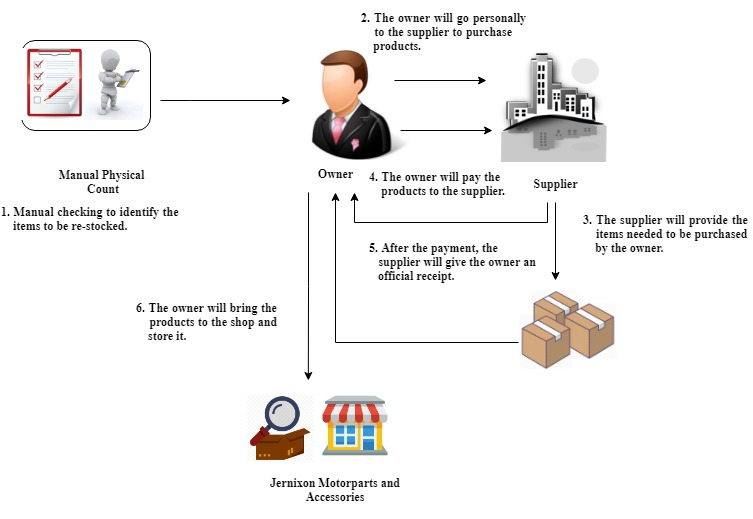 2. The owner will go personally
to the supplier to purchase
products.
Manual Physical
Count
Owner
4. The owner will pay the
products to the supplier.
Supplier
1. Manual checking to identify the
items to be re-stocked.
3. The supplier will provide the
items needed to be purchased
by the owner.
5. After the payment, the
supplier will give the owner an
official receipt.
6. The owner will bring the
products to the shop and
store it.
Jernixon Motorparts and
Accessories